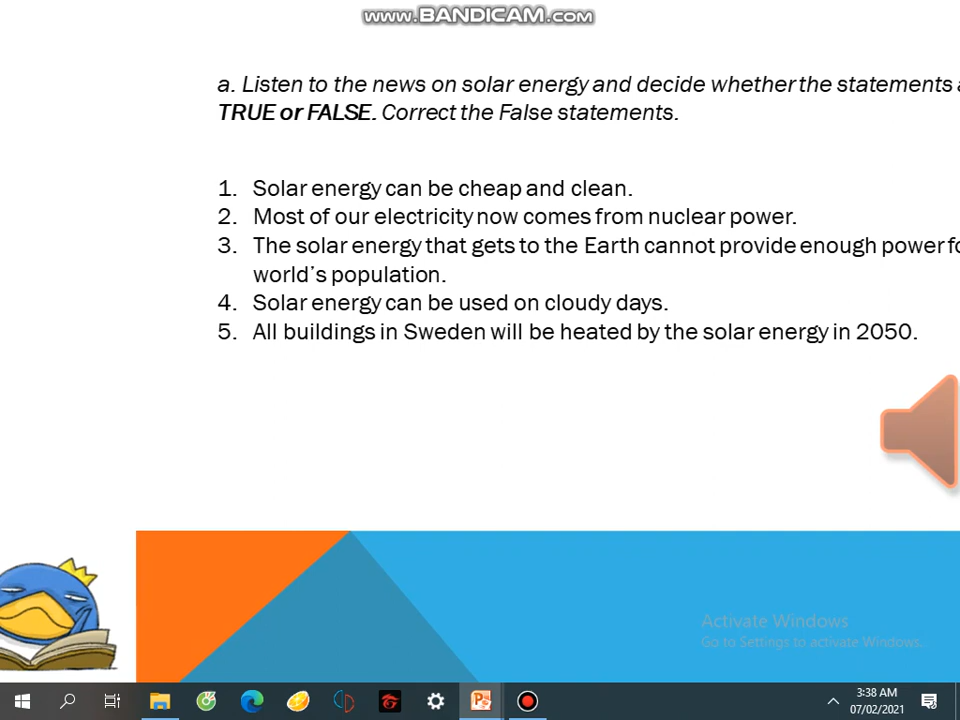 www.BANDICAM.com
a. Listen to the news on solar energy and decide whether the statements a
TRUE or FALSE. Correct the False statements.
1. Solar energy can be cheap and clean.
2. Most of our electricity now comes from nuclear power.
3. The solar energy that gets to the Earth cannot provide enough power fo
world's population.
4. Solar energy can be used on cloudy days.
5. All buildings in Sweden will be heated by the solar energy in 2050.
Activate Windows
Go to Settings to activate Windows.
3:38 AM
07/02/2021